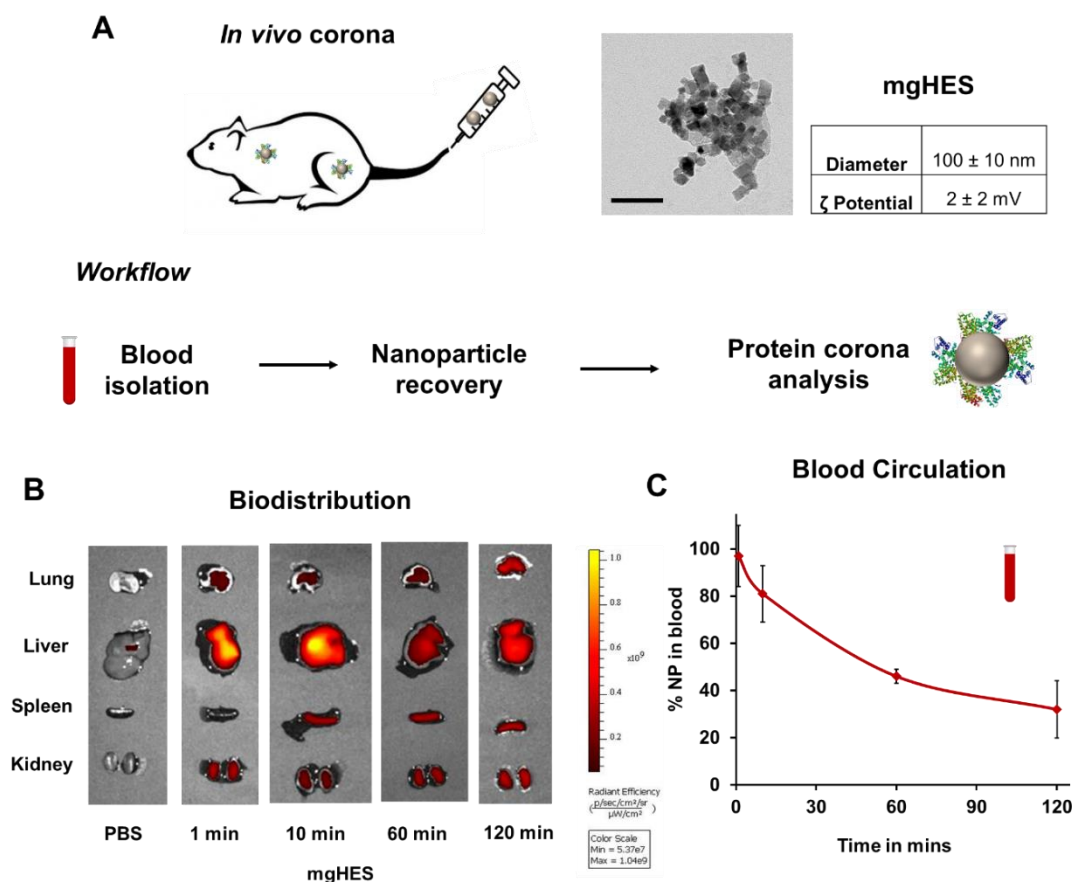 A
In vivo corona
mgHES
Diameter 100 ± 10 nm
ζ Potential 2 ± 2 mV
Workflow
Blood
isolation
Nanoparticle
recovery
Protein corona
analysis
B
Biodistribution
Lung
Liver
Spleen
Kidney
PBS 1 min 10 min 60 min 120 min
mgHES
1.0
0.8
x10⁹
0.6
0.4
0.2
Radiant Efficiency
(p/sec/cm²/sr
µW/cm²)
Color Scale
Min = 5.37e7
Max = 1.04e9
C
Blood Circulation
% NP in blood
100
80
60
40
20
0
0 30 60 90 120
Time in mins